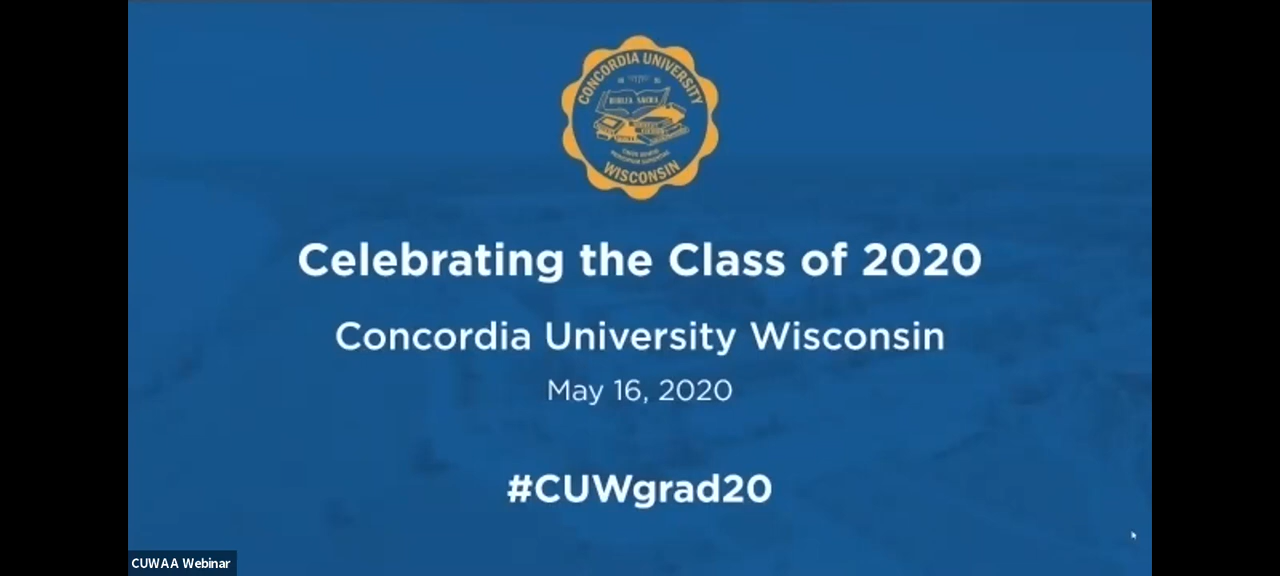 CONCORDIA UNIVERSITY
BIBLIA SACRA
WISCONSIN
Celebrating the Class of 2020
Concordia University Wisconsin
May 16, 2020
#CUWgrad20
CUWAA Webinar